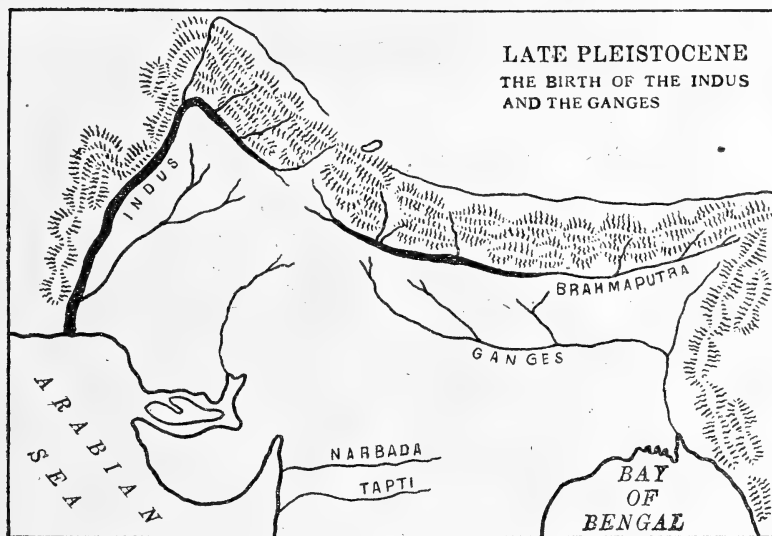 LATE PLEISTOCENE
THE BIRTH OF THE INDUS
AND THE GANGES
INDUS
BRAHMAPUTRA
GANGES
ARABIAN
SEA
NARBADA
TAPTI
BAY
OF
BENGAL